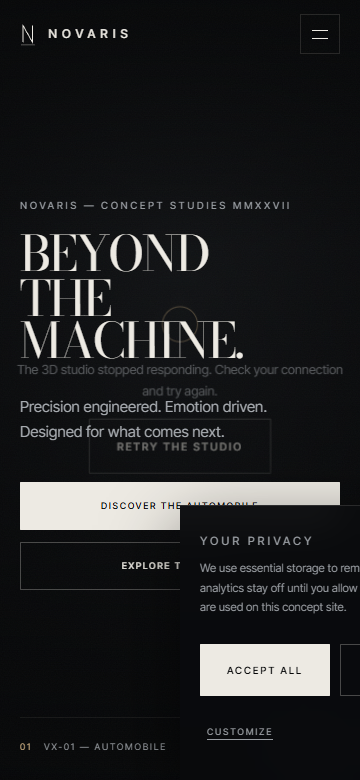 NOVARIS
NOVARIS — CONCEPT STUDIES MMXXVII
BEYOND
THE
MACHINE.
The 3D studio stopped responding. Check your connection
and try again.
Precision engineered. Emotion driven.
Designed for what comes next.
RETRY THE STUDIO
DISCOVER THE AUTOMOBILE
EXPLORE T
YOUR PRIVACY
We use essential storage to rem
analytics stay off until you allow
are used on this concept site.
ACCEPT ALL
CUSTOMIZE
01 VX-01 — AUTOMOBILE